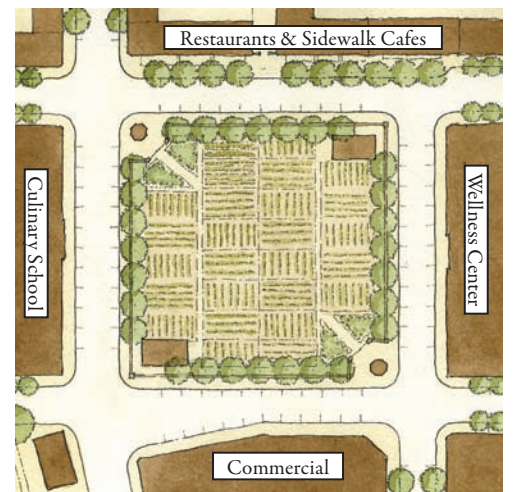 Restaurants & Sidewalk Cafes
Culinary School
Wellness Center
Commercial